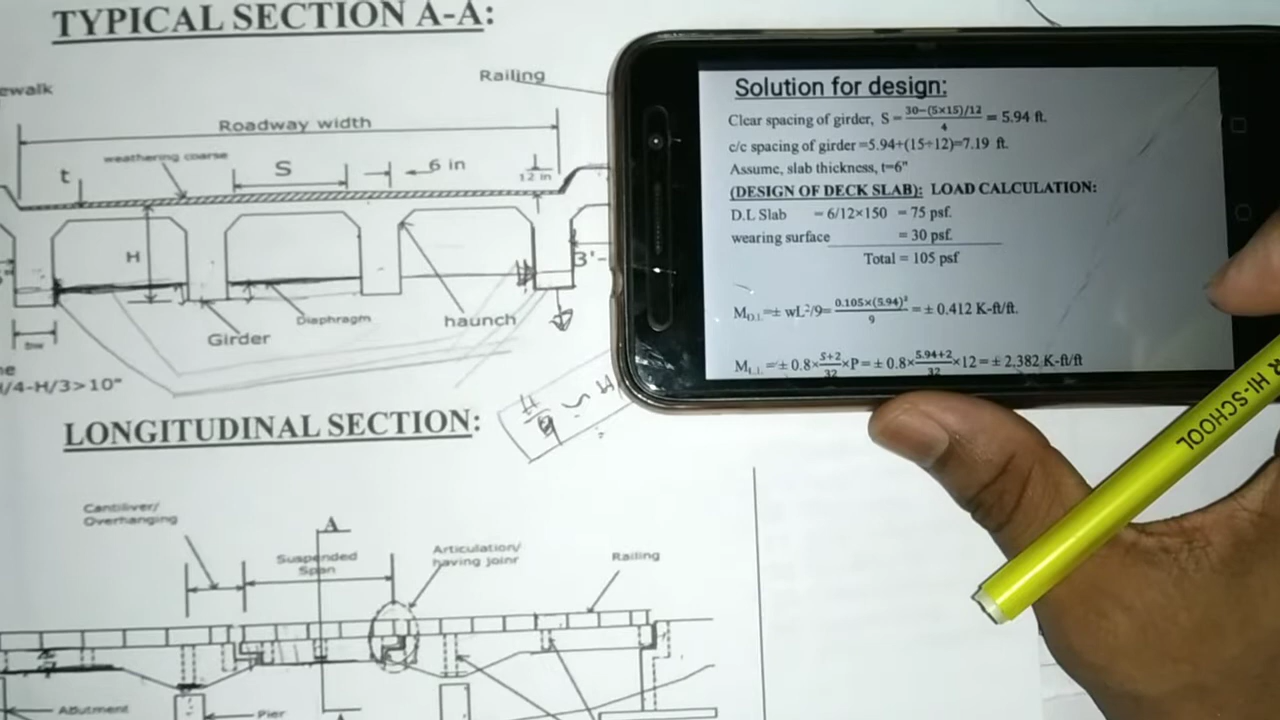 TYPICAL SECTION A-A:
ewalk
Railing
Roadway width
weathering coarse
t
S
6 in
12 in
H
3'-
Girder
Diaphragm
haunch
bw
/4-H/3>10"
LONGITUDINAL SECTION:
Cantiliver/
Overhanging
A
Suspended
Span
Articulation/
having joinr
Railing
Abutment
Pier
Solution for design:
Clear spacing of girder, S = 30−(5×15)/12 / 4 = 5.94 ft.
c/c spacing of girder =5.94+(15÷12)=7.19 ft.
Assume, slab thickness, t=6"
(DESIGN OF DECK SLAB): LOAD CALCULATION:
D.L Slab = 6/12×150 = 75 psf.
wearing surface = 30 psf.
Total = 105 psf
M_D.L=± wL²/9= 0.105×(5.94)² / 9 = ± 0.412 K-ft/ft.
M_L.L = ± 0.8× S+2 / 32 ×P = ± 0.8× 5.94+2 / 32 ×12 = ± 2.382 K-ft/ft
HI-SCHOOL